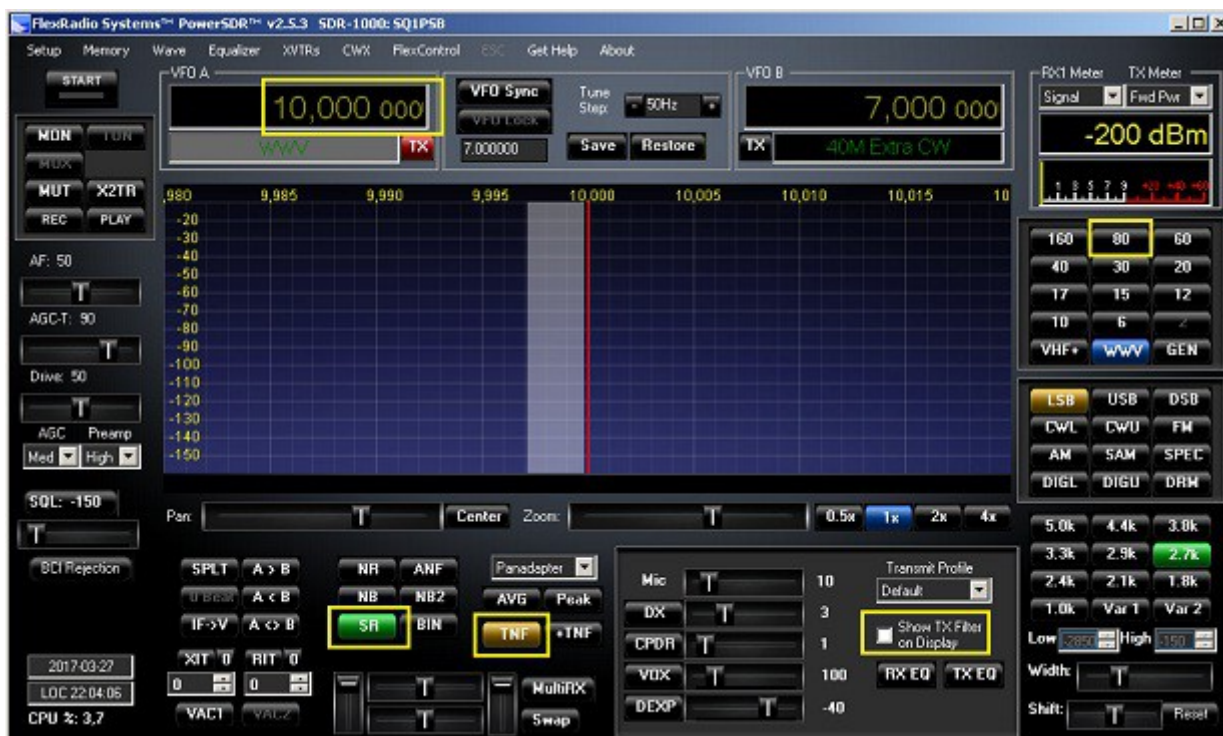 FlexRadio Systems™ PowerSDR™ v2.5.3 SDR-1000: SQ1PSB
Setup Memory Wave Equalizer XVTRs CWX FlexControl ESC Get Help About
START
MON TUN
MOX
MUT X2TR
REC PLAY
AF: 50
AGC-T: 90
Drive: 50
AGC Preamp
Med High
SQL: -150
BCI Rejection
2017-03-27
LOC 22:04:06
CPU %: 3,7
VFO A
10,000 000
WWV TX
VFO Sync
VFO Lock
7.000000
Tune
Step:
- 50Hz +
Save Restore
VFO B
7,000 000
TX 40M Extra CW
RX1 Meter TX Meter
Signal Fwd Pwr
-200 dBm
1 3 5 7 9 +20 +40 +60
,980 9,985 9,990 9,995 10,000 10,005 10,010 10,015 10
-20
-30
-40
-50
-60
-70
-80
-90
-100
-110
-120
-130
-140
-150
Pan: Center Zoom: 0.5x 1x 2x 4x
160 80 60
40 30 20
17 15 12
10 6 2
VHF+ WWV GEN
LSB USB DSB
CWL CWU FM
AM SAM SPEC
DIGL DIGU DRM
5.0k 4.4k 3.8k
3.3k 2.9k 2.7k
2.4k 2.1k 1.8k
1.0k Var 1 Var 2
Low -2850 High -150
Width:
Shift: Reset
SPLT A > B
0 Beat A < B
IF->V A <> B
XIT 0 RIT 0
0 0
VAC1 VAC2
NR ANF
NB NB2
SR BIN
Panadapter
AVG Peak
TNF +TNF
MultiRX
Swap
Mic 10
DX 3
CPDR 1
VOX 100
DEXP -40
Transmit Profile
Default
Show TX Filter
on Display
RX EQ TX EQ